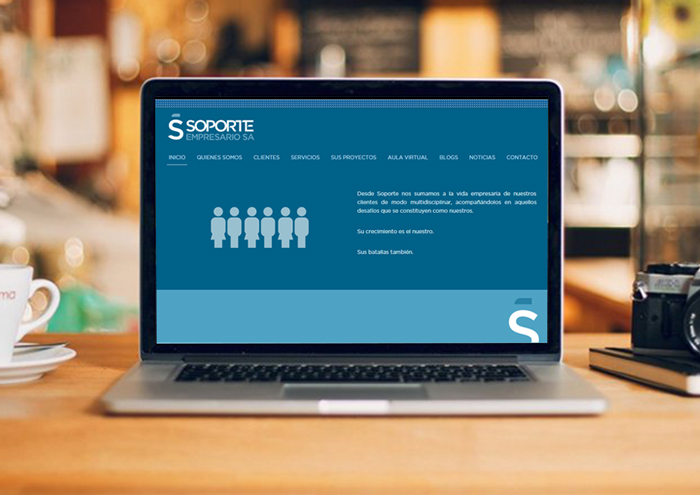 S SOPORTE
EMPRESARIO SA
INICIO QUIENES SOMOS CLIENTES SERVICIOS SUS PROYECTOS AULA VIRTUAL BLOGS NOTICIAS CONTACTO
Desde Soporte nos sumamos a la vida empresaria de nuestros
clientes de modo multidisciplinar, acompañándolos en aquellos
desafíos que se constituyen como nuestros.
Su crecimiento es el nuestro.
Sus batallas también.
S
ma